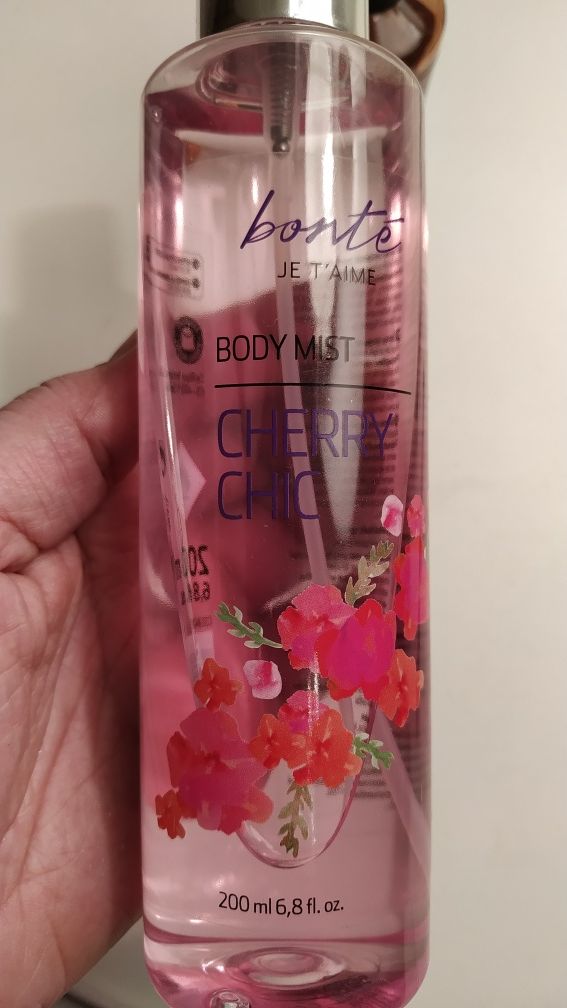 bonté
JE T'AIME
BODY MIST
CHERRY
CHIC
200 ml 6,8 fl. oz.